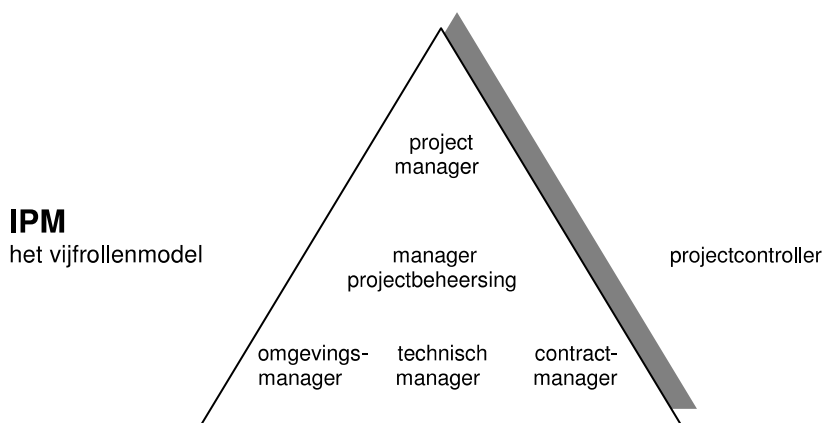 project
manager
IPM
het vijfrollenmodel
manager
projectbeheersing
projectcontroller
omgevings-
manager
technisch
manager
contract-
manager